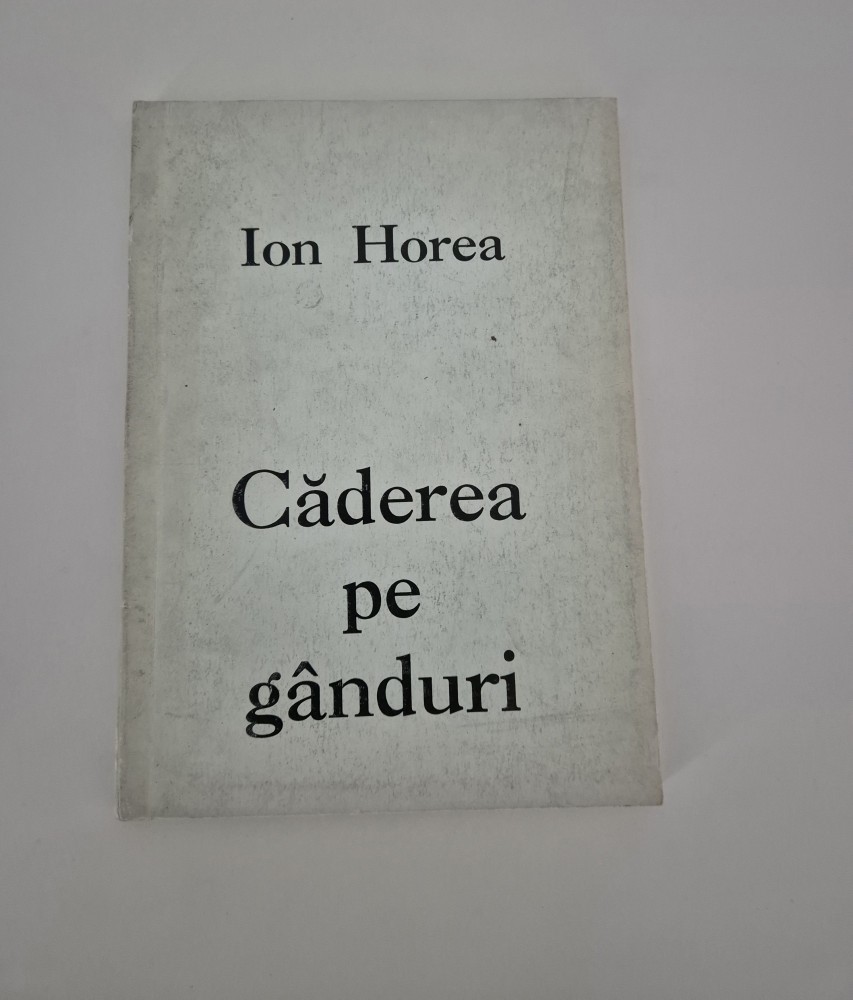 Ion Horea
Căderea
pe
gânduri